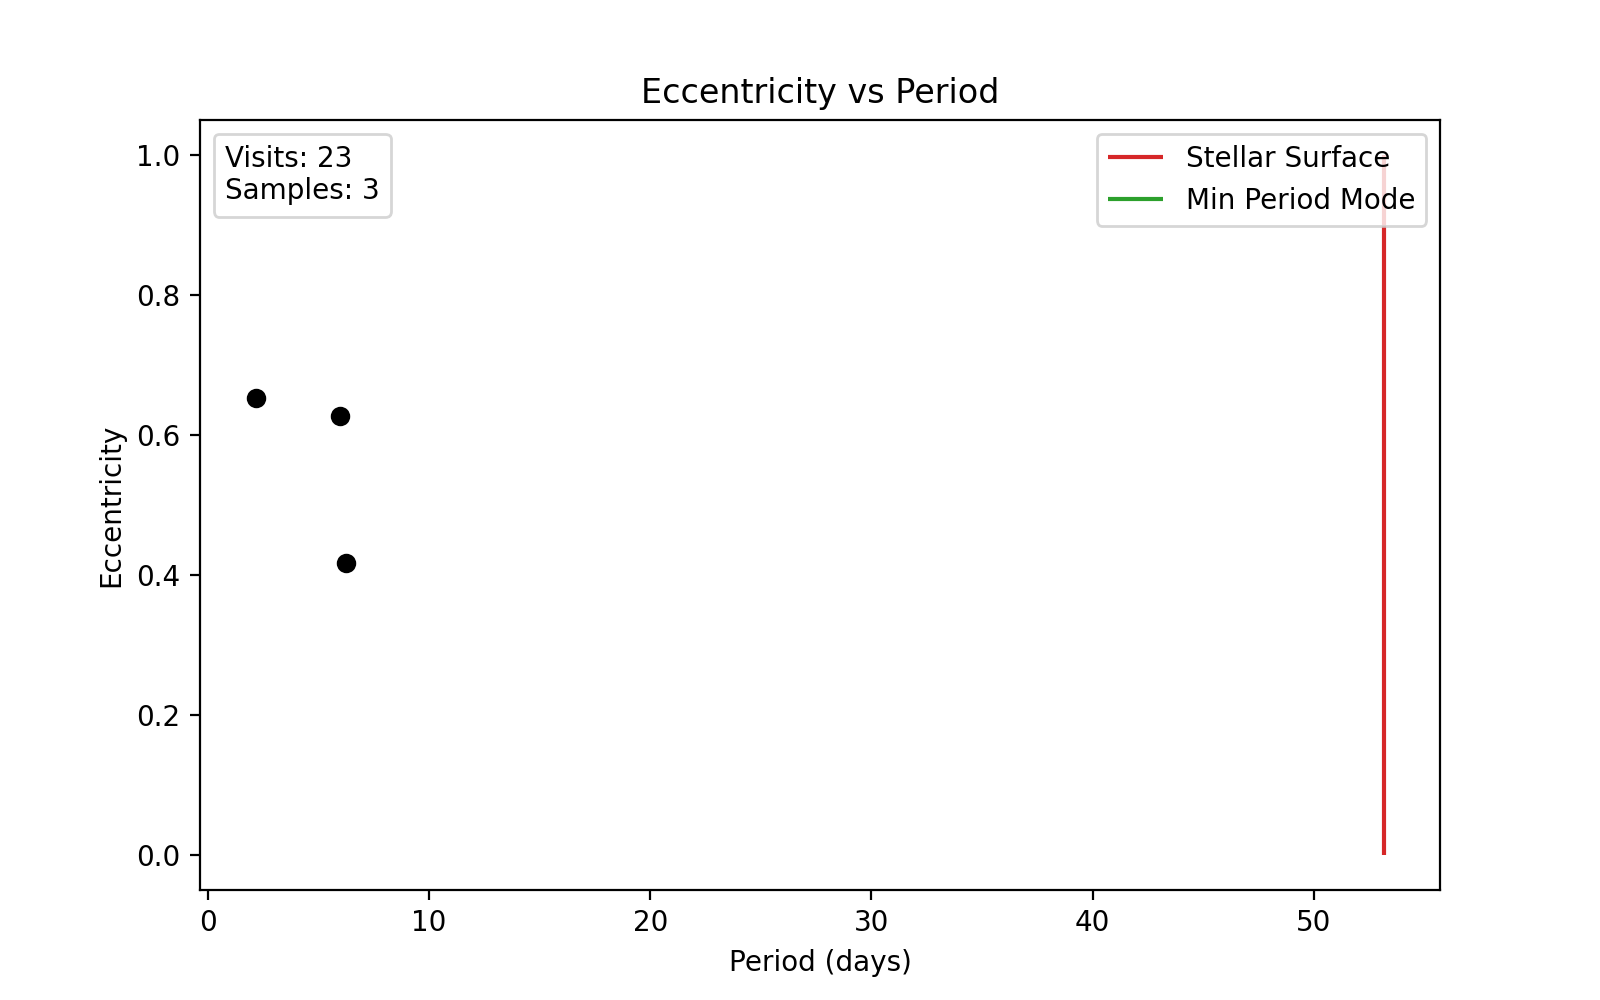 Eccentricity vs Period
Visits: 23
Samples: 3
Stellar Surface
Min Period Mode
1.0
0.8
0.6
0.4
0.2
0.0
Eccentricity
0 10 20 30 40 50
Period (days)